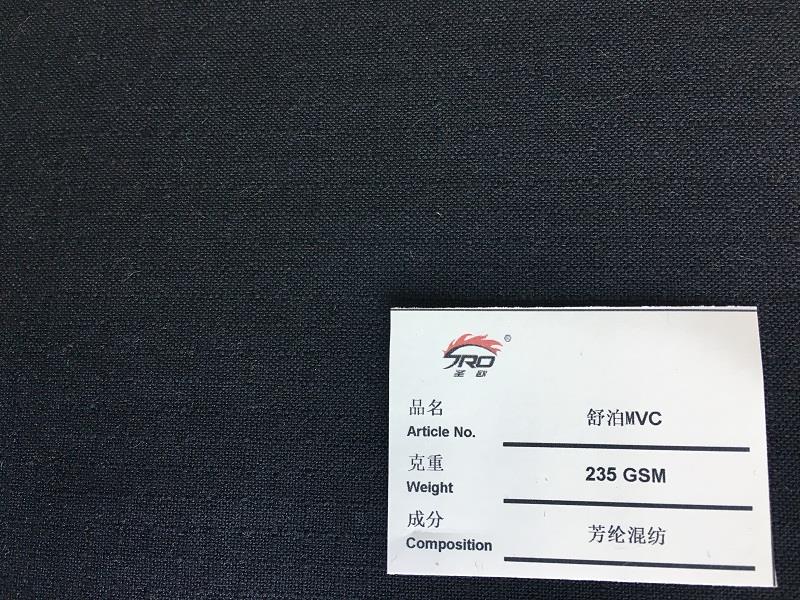 SRO®
圣欧
品名 舒泊MVC
Article No.
克重
Weight 235 GSM
成分 芳纶混纺
Composition